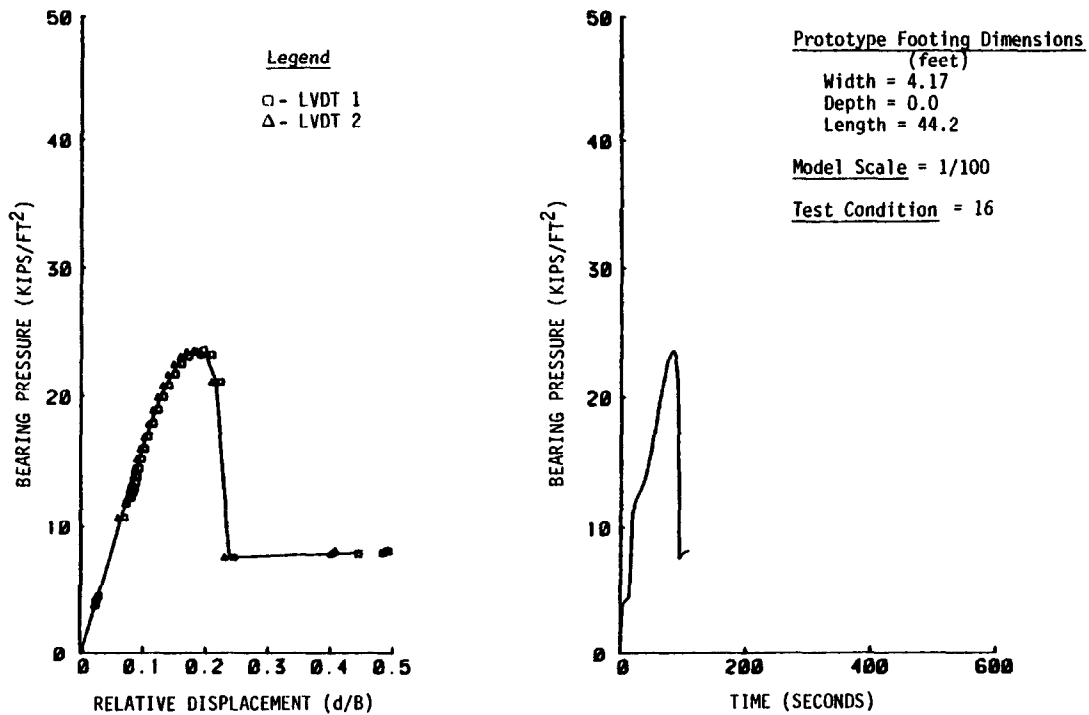 50
40
30
20
10
0
BEARING PRESSURE (KIPS/FT²)
Legend
□ - LVDT 1
△ - LVDT 2
0 0.1 0.2 0.3 0.4 0.5
RELATIVE DISPLACEMENT (d/B)
50
40
30
20
10
0
BEARING PRESSURE (KIPS/FT²)
Prototype Footing Dimensions
(feet)
Width = 4.17
Depth = 0.0
Length = 44.2
Model Scale = 1/100
Test Condition = 16
0 200 400 600
TIME (SECONDS)